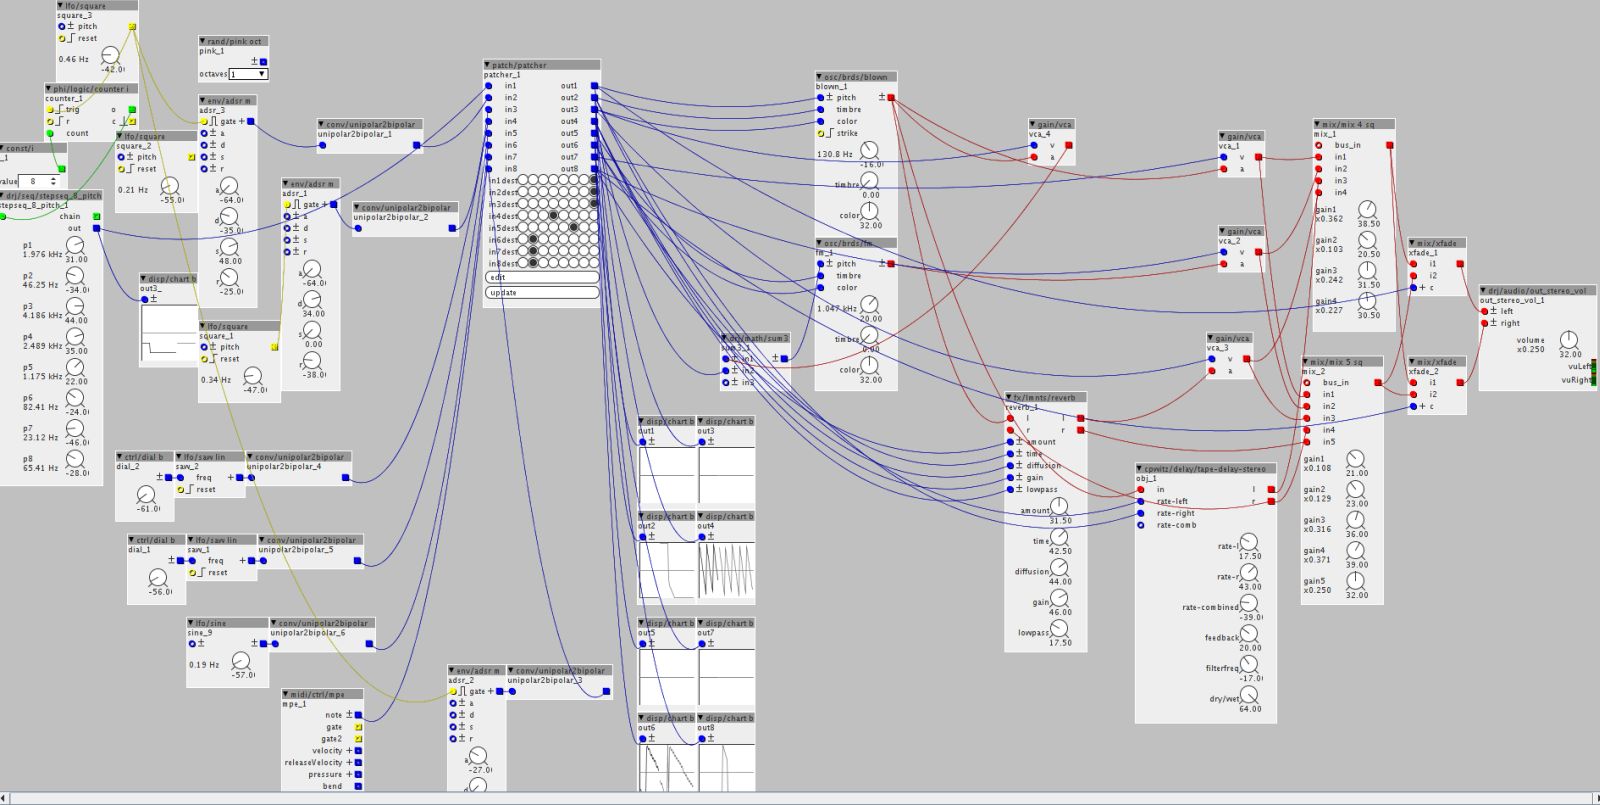 lfo/square
square_3
pitch
reset
0.46 Hz
-42.0
rand/pink oct
pink_1
octaves 1
phi/logic/counter i
counter_1
trig o
r c
count
const/i
_1
value 8
drj/seq/stepseq_8_pitch
stepseq_8_pitch_1
chain
out
p1
1.976 kHz
31.00
p2
46.25 Hz
-34.0
p3
4.186 kHz
44.00
p4
2.489 kHz
35.00
p5
1.175 kHz
22.00
p6
82.41 Hz
-24.0
p7
23.12 Hz
-46.0
p8
65.41 Hz
-28.0
env/adsr m
adsr_3
gate
a
d
s
r
a
-64.0
d
-35.0
s
48.00
r
-25.0
lfo/square
square_2
pitch
reset
0.21 Hz
-55.0
disp/chart b
out3_
lfo/square
square_1
pitch
reset
0.34 Hz
-47.0
env/adsr m
adsr_1
gate
a
d
s
r
a
-64.0
d
34.00
s
0.00
r
-38.0
conv/unipolar2bipolar
unipolar2bipolar_1
conv/unipolar2bipolar
unipolar2bipolar_2
ctrl/dial b
dial_2
-61.0
lfo/saw lin
saw_2
freq
reset
conv/unipolar2bipolar
unipolar2bipolar_4
ctrl/dial b
dial_1
-56.0
lfo/saw lin
saw_1
freq
reset
conv/unipolar2bipolar
unipolar2bipolar_5
lfo/sine
sine_9
0.19 Hz
-57.0
conv/unipolar2bipolar
unipolar2bipolar_6
midi/ctrl/mpe
mpe_1
note
gate
gate2
velocity
releaseVelocity
pressure
bend
env/adsr m
adsr_2
gate
a
d
s
r
a
-27.0
d
conv/unipolar2bipolar
unipolar2bipolar_3
patch/patcher
patcher_1
in1 out1
in2 out2
in3 out3
in4 out4
in5 out5
in6 out6
in7 out7
in8 out8
in1dest
in2dest
in3dest
in4dest
in5dest
in6dest
in7dest
in8dest
edit
update
disp/chart b
out1
disp/chart b
out3
disp/chart b
out2
disp/chart b
out4
disp/chart b
out5
disp/chart b
out7
disp/chart b
out6
disp/chart b
out8
drj/math/sum3
sum3_1
in1
in2
in3
osc/brds/blown
blown_1
pitch
timbre
color
strike
130.8 Hz
-16.0
timbre
0.00
color
32.00
osc/brds/fm
fm_1
pitch
timbre
color
1.047 kHz
20.00
timbre
0.00
color
32.00
gain/vca
vca_4
v
a
fx/lmnts/reverb
reverb_1
l l
r r
amount
time
diffusion
gain
lowpass
amount
31.50
time
42.50
diffusion
44.00
gain
46.00
lowpass
17.50
gain/vca
vca_1
v
a
gain/vca
vca_2
v
a
gain/vca
vca_3
v
a
cpwitz/delay/tape-delay-stereo
obj_1
in l
rate-left r
rate-right
rate-comb
rate-l
17.50
rate-r
43.00
rate-combined
-39.0
feedback
20.00
filterfreq
-17.0
dry/wet
64.00
mix/mix 4 sq
mix_1
bus_in
in1
in2
in3
in4
gain1
x0.362
38.50
gain2
x0.103
20.50
gain3
x0.242
31.50
gain4
x0.227
30.50
mix/mix 5 sq
mix_2
bus_in
in1
in2
in3
in4
in5
gain1
x0.108
21.00
gain2
x0.129
23.00
gain3
x0.316
36.00
gain4
x0.371
39.00
gain5
x0.250
32.00
mix/xfade
xfade_1
i1
i2
c
mix/xfade
xfade_2
i1
i2
c
drj/audio/out_stereo_vol
out_stereo_vol_1
left
right
volume
x0.250
32.00
vuLeft
vuRight